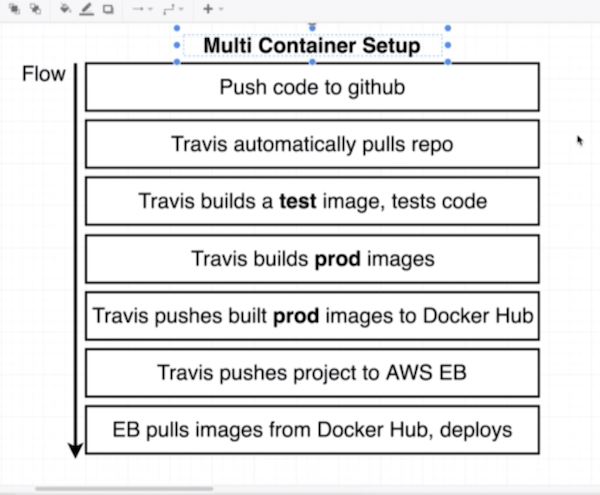 Multi Container Setup
Flow
Push code to github
Travis automatically pulls repo
Travis builds a test image, tests code
Travis builds prod images
Travis pushes built prod images to Docker Hub
Travis pushes project to AWS EB
EB pulls images from Docker Hub, deploys